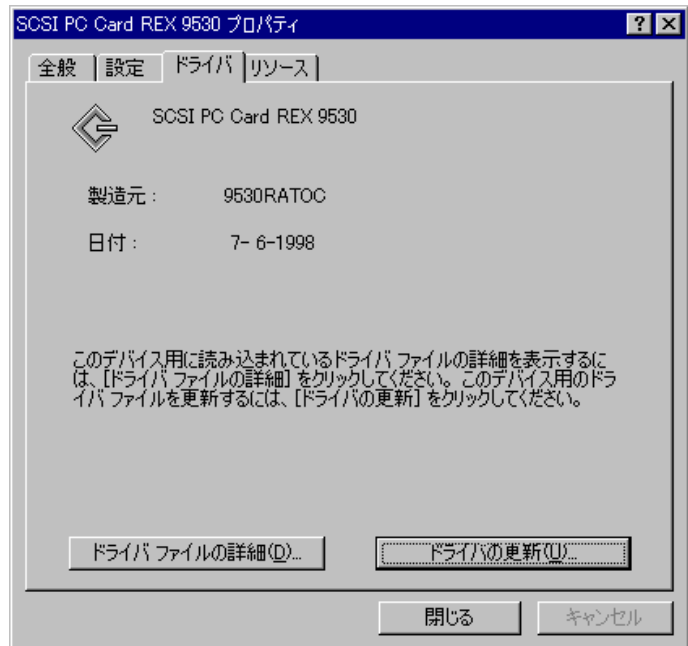 SCSI PC Card REX 9530 プロパティ
全般 設定 ドライバ リソース
SCSI PC Card REX 9530
製造元 : 9530RATOC
日付 : 7- 6-1998
このデバイス用に読み込まれているドライバ ファイルの詳細を表示するに
は、[ドライバ ファイルの詳細] をクリックしてください。このデバイス用のドラ
イバ ファイルを更新するには、[ドライバの更新] をクリックしてください。
ドライバ ファイルの詳細(D)... ドライバの更新(U)...
閉じる キャンセル